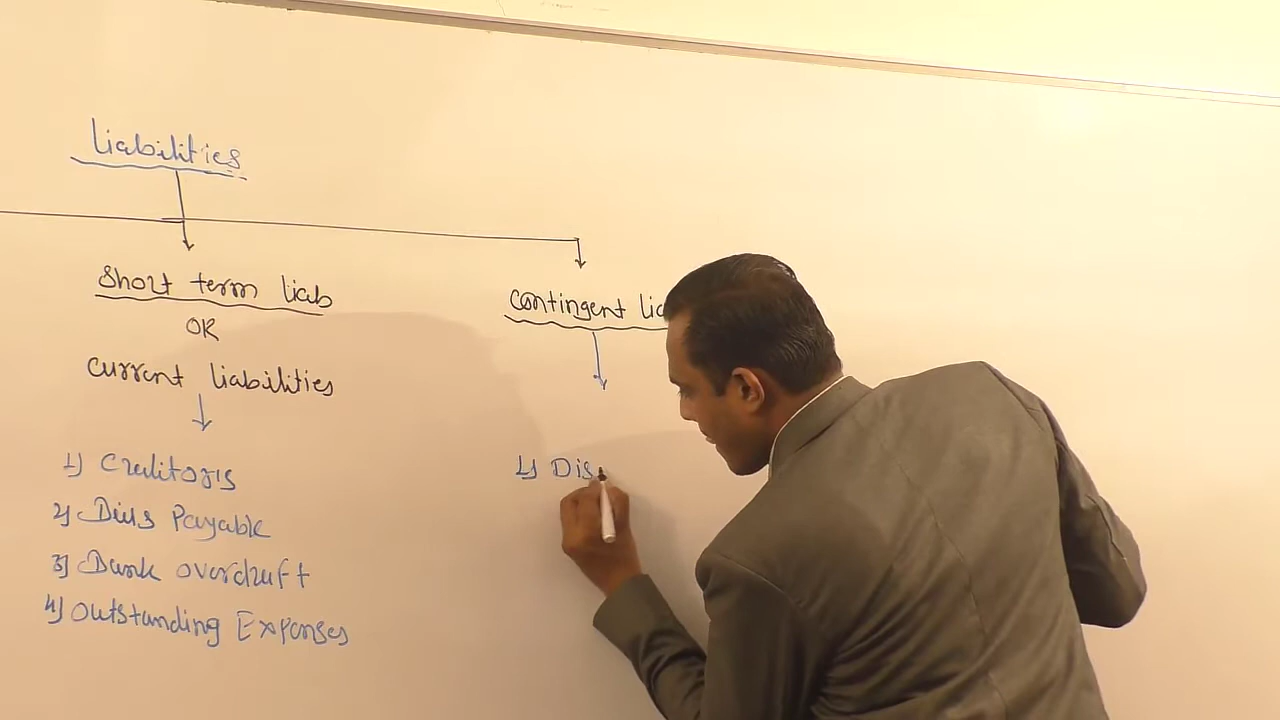 Liabilities
Short term liab
OR
Current liabilities
1) Creditors
2) Bills Payable
3) Bank overdraft
4) Outstanding Expenses
Contingent lia
1) Dis